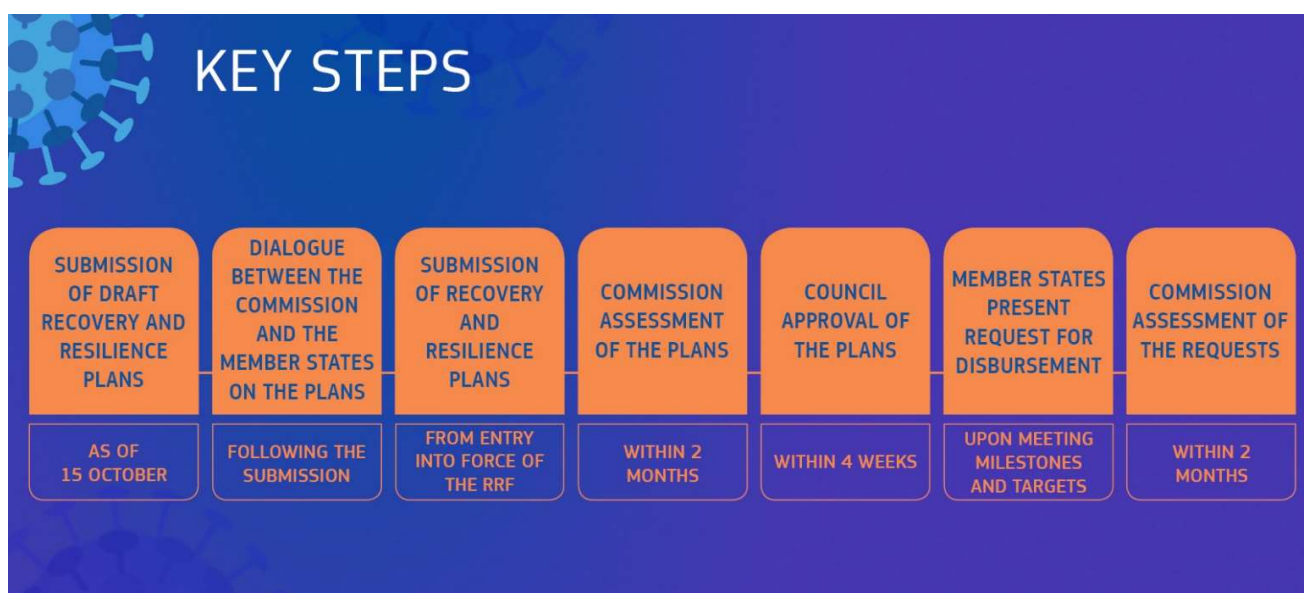 KEY STEPS
SUBMISSION
OF DRAFT
RECOVERY AND
RESILIENCE
PLANS
AS OF
15 OCTOBER
DIALOGUE
BETWEEN THE
COMMISSION
AND THE
MEMBER STATES
ON THE PLANS
FOLLOWING THE
SUBMISSION
SUBMISSION
OF RECOVERY
AND
RESILIENCE
PLANS
FROM ENTRY
INTO FORCE OF
THE RRF
COMMISSION
ASSESSMENT
OF THE PLANS
WITHIN 2
MONTHS
COUNCIL
APPROVAL OF
THE PLANS
WITHIN 4 WEEKS
MEMBER STATES
PRESENT
REQUEST FOR
DISBURSEMENT
UPON MEETING
MILESTONES
AND TARGETS
COMMISSION
ASSESSMENT OF
THE REQUESTS
WITHIN 2
MONTHS